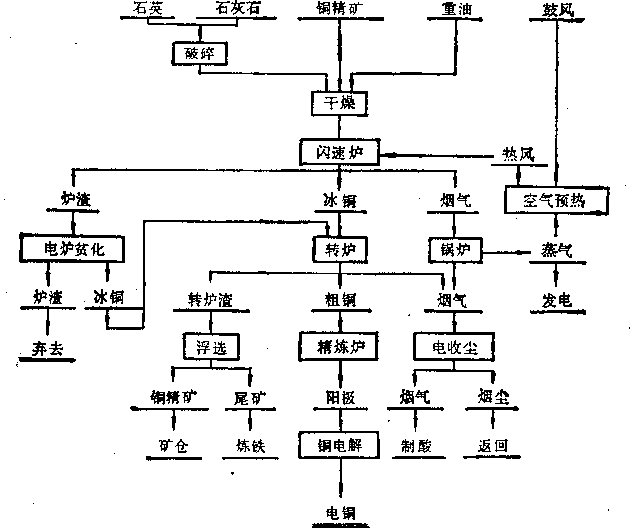 石英 石灰石 铜精矿 重油 鼓风
破碎
干燥
闪速炉 热风
炉渣 冰铜 烟气 空气预热
电炉贫化 转炉 锅炉 蒸气
炉渣 冰铜 转炉渣 粗铜 烟气 发电
弃去 浮选 精炼炉 电收尘
铜精矿 尾矿 阳极 烟气 烟尘
矿仓 炼铁 铜电解 制酸 返回
电铜